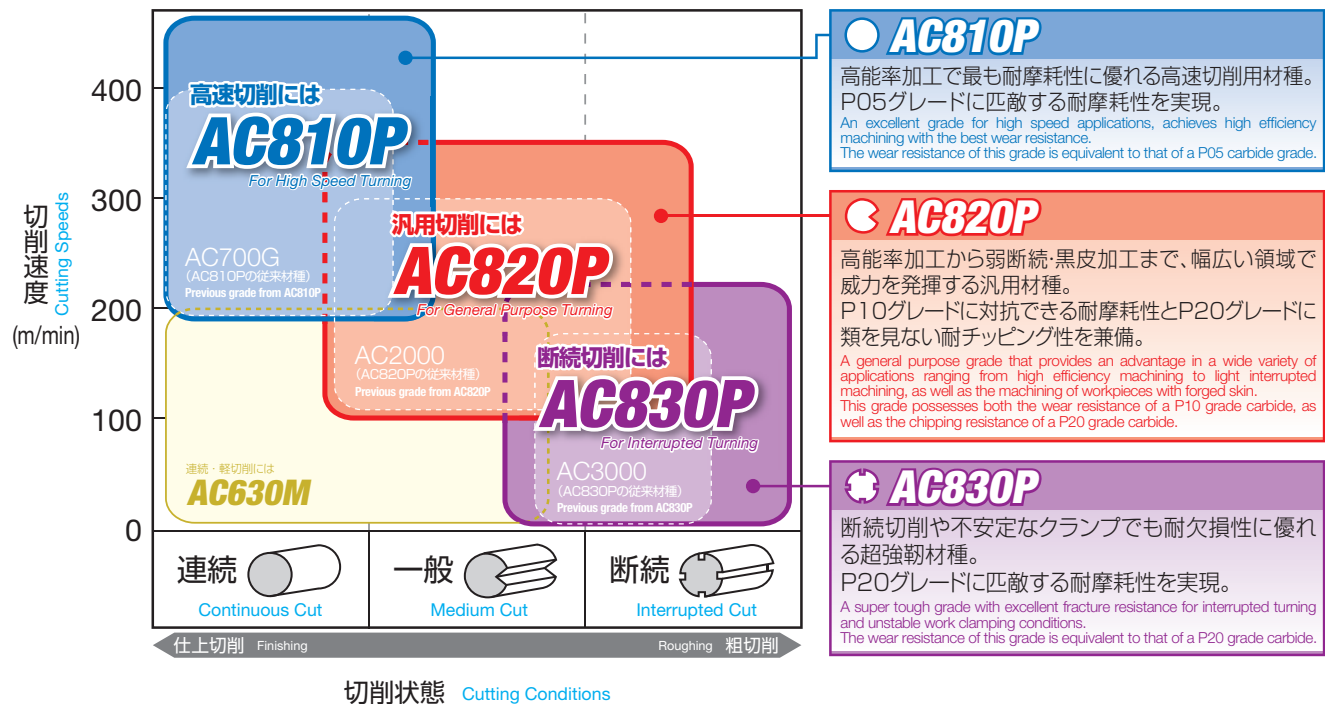 切削速度
Cutting Speeds
(m/min)
400
300
200
100
0
高速切削には
AC810P
For High Speed Turning
AC700G
(AC810Pの従来材種)
Previous grade from AC810P
汎用切削には
AC820P
For General Purpose Turning
AC2000
(AC820Pの従来材種)
Previous grade from AC820P
断続切削には
AC830P
For Interrupted Turning
AC3000
(AC830Pの従来材種)
Previous grade from AC830P
連続・軽切削には
AC630M
連続
Continuous Cut
一般
Medium Cut
断続
Interrupted Cut
仕上切削 Finishing
Roughing 粗切削
切削状態 Cutting Conditions
AC810P
高能率加工で最も耐摩耗性に優れる高速切削用材種。
P05グレードに匹敵する耐摩耗性を実現。
An excellent grade for high speed applications, achieves high efficiency
machining with the best wear resistance.
The wear resistance of this grade is equivalent to that of a P05 carbide grade.
AC820P
高能率加工から弱断続・黒皮加工まで、幅広い領域で
威力を発揮する汎用材種。
P10グレードに対抗できる耐摩耗性とP20グレードに
類を見ない耐チッピング性を兼備。
A general purpose grade that provides an advantage in a wide variety of
applications ranging from high efficiency machining to light interrupted
machining, as well as the machining of workpieces with forged skin.
This grade possesses both the wear resistance of a P10 grade carbide, as
well as the chipping resistance of a P20 grade carbide.
AC830P
断続切削や不安定なクランプでも耐欠損性に優れ
る超強靭材種。
P20グレードに匹敵する耐摩耗性を実現。
A super tough grade with excellent fracture resistance for interrupted turning
and unstable work clamping conditions.
The wear resistance of this grade is equivalent to that of a P20 grade carbide.